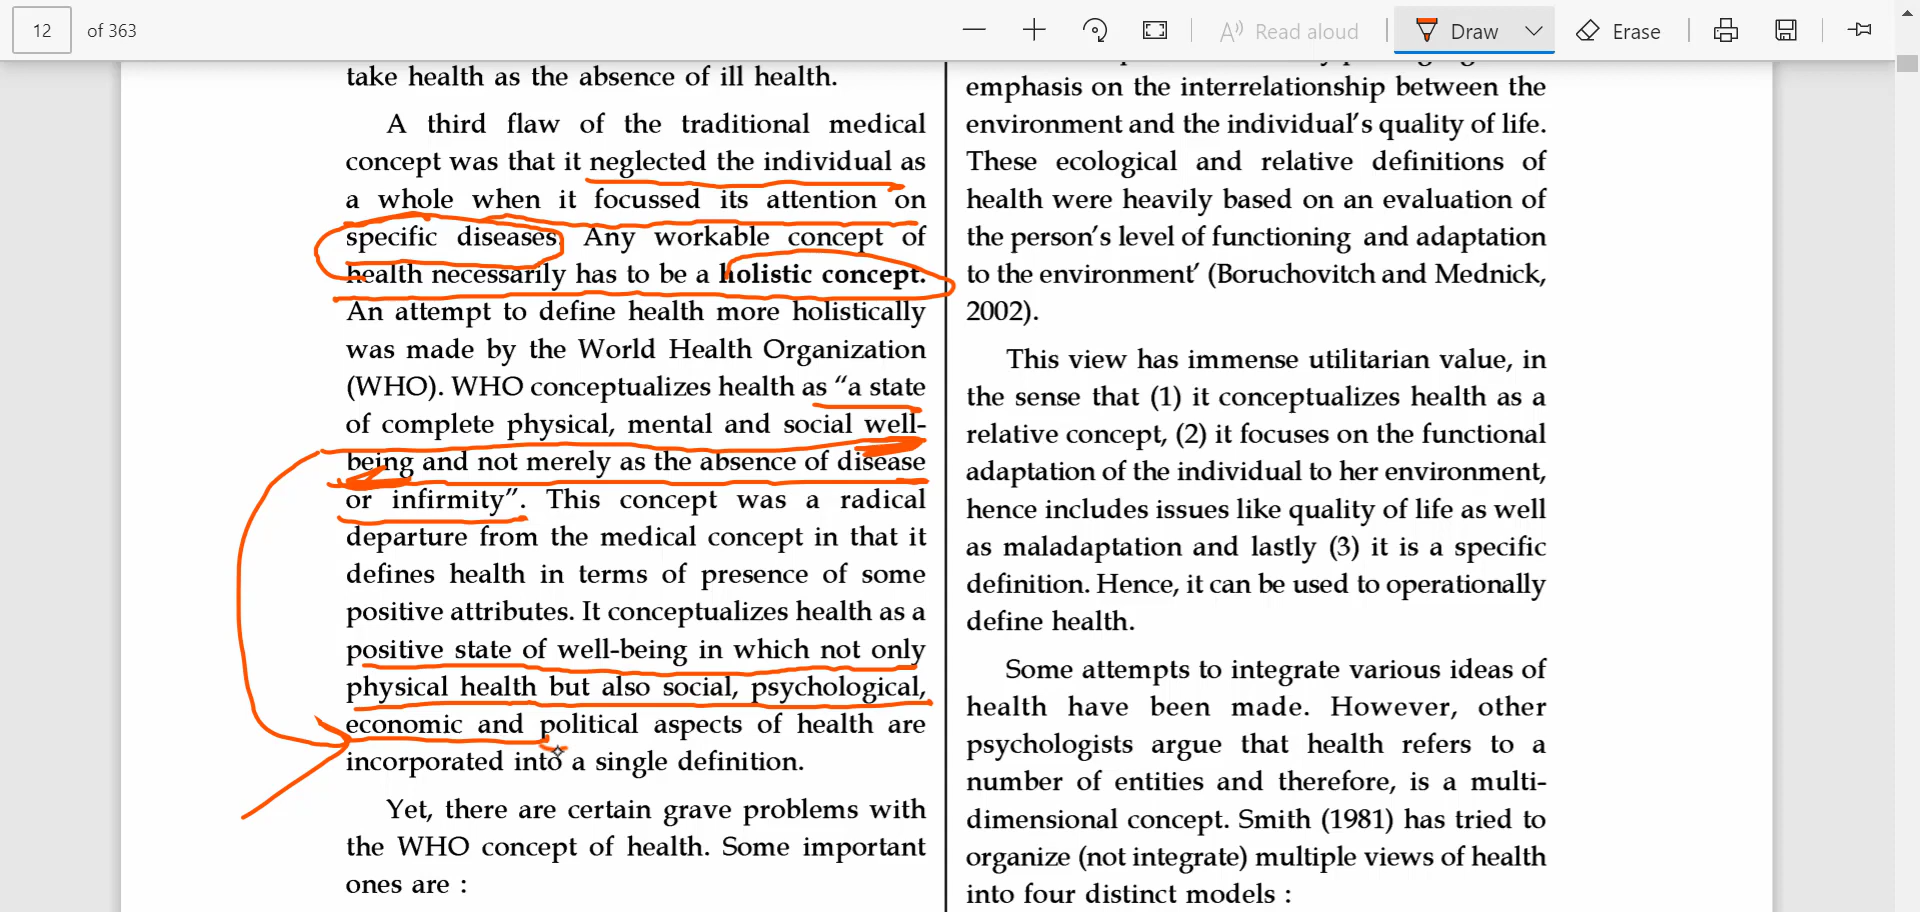 12 of 363 Read aloud Draw Erase
take health as the absence of ill health.
A third flaw of the traditional medical
concept was that it neglected the individual as
a whole when it focussed its attention on
specific diseases. Any workable concept of
health necessarily has to be a holistic concept.
An attempt to define health more holistically
was made by the World Health Organization
(WHO). WHO conceptualizes health as “a state
of complete physical, mental and social well-
being and not merely as the absence of disease
or infirmity”. This concept was a radical
departure from the medical concept in that it
defines health in terms of presence of some
positive attributes. It conceptualizes health as a
positive state of well-being in which not only
physical health but also social, psychological,
economic and political aspects of health are
incorporated into a single definition.
Yet, there are certain grave problems with
the WHO concept of health. Some important
ones are :
emphasis on the interrelationship between the
environment and the individual’s quality of life.
These ecological and relative definitions of
health were heavily based on an evaluation of
the person’s level of functioning and adaptation
to the environment’ (Boruchovitch and Mednick,
2002).
This view has immense utilitarian value, in
the sense that (1) it conceptualizes health as a
relative concept, (2) it focuses on the functional
adaptation of the individual to her environment,
hence includes issues like quality of life as well
as maladaptation and lastly (3) it is a specific
definition. Hence, it can be used to operationally
define health.
Some attempts to integrate various ideas of
health have been made. However, other
psychologists argue that health refers to a
number of entities and therefore, is a multi-
dimensional concept. Smith (1981) has tried to
organize (not integrate) multiple views of health
into four distinct models :